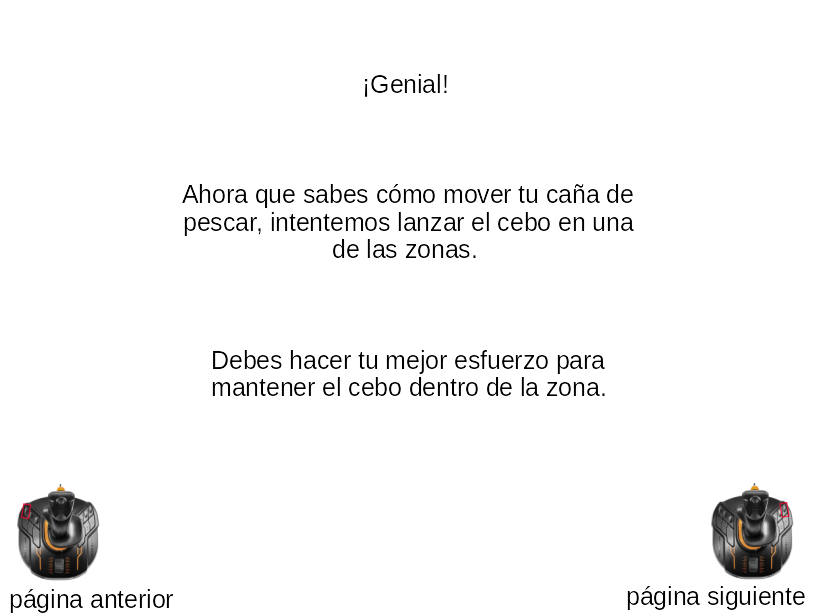 ¡Genial!
Ahora que sabes cómo mover tu caña de
pescar, intentemos lanzar el cebo en una
de las zonas.
Debes hacer tu mejor esfuerzo para
mantener el cebo dentro de la zona.
página anterior
página siguiente